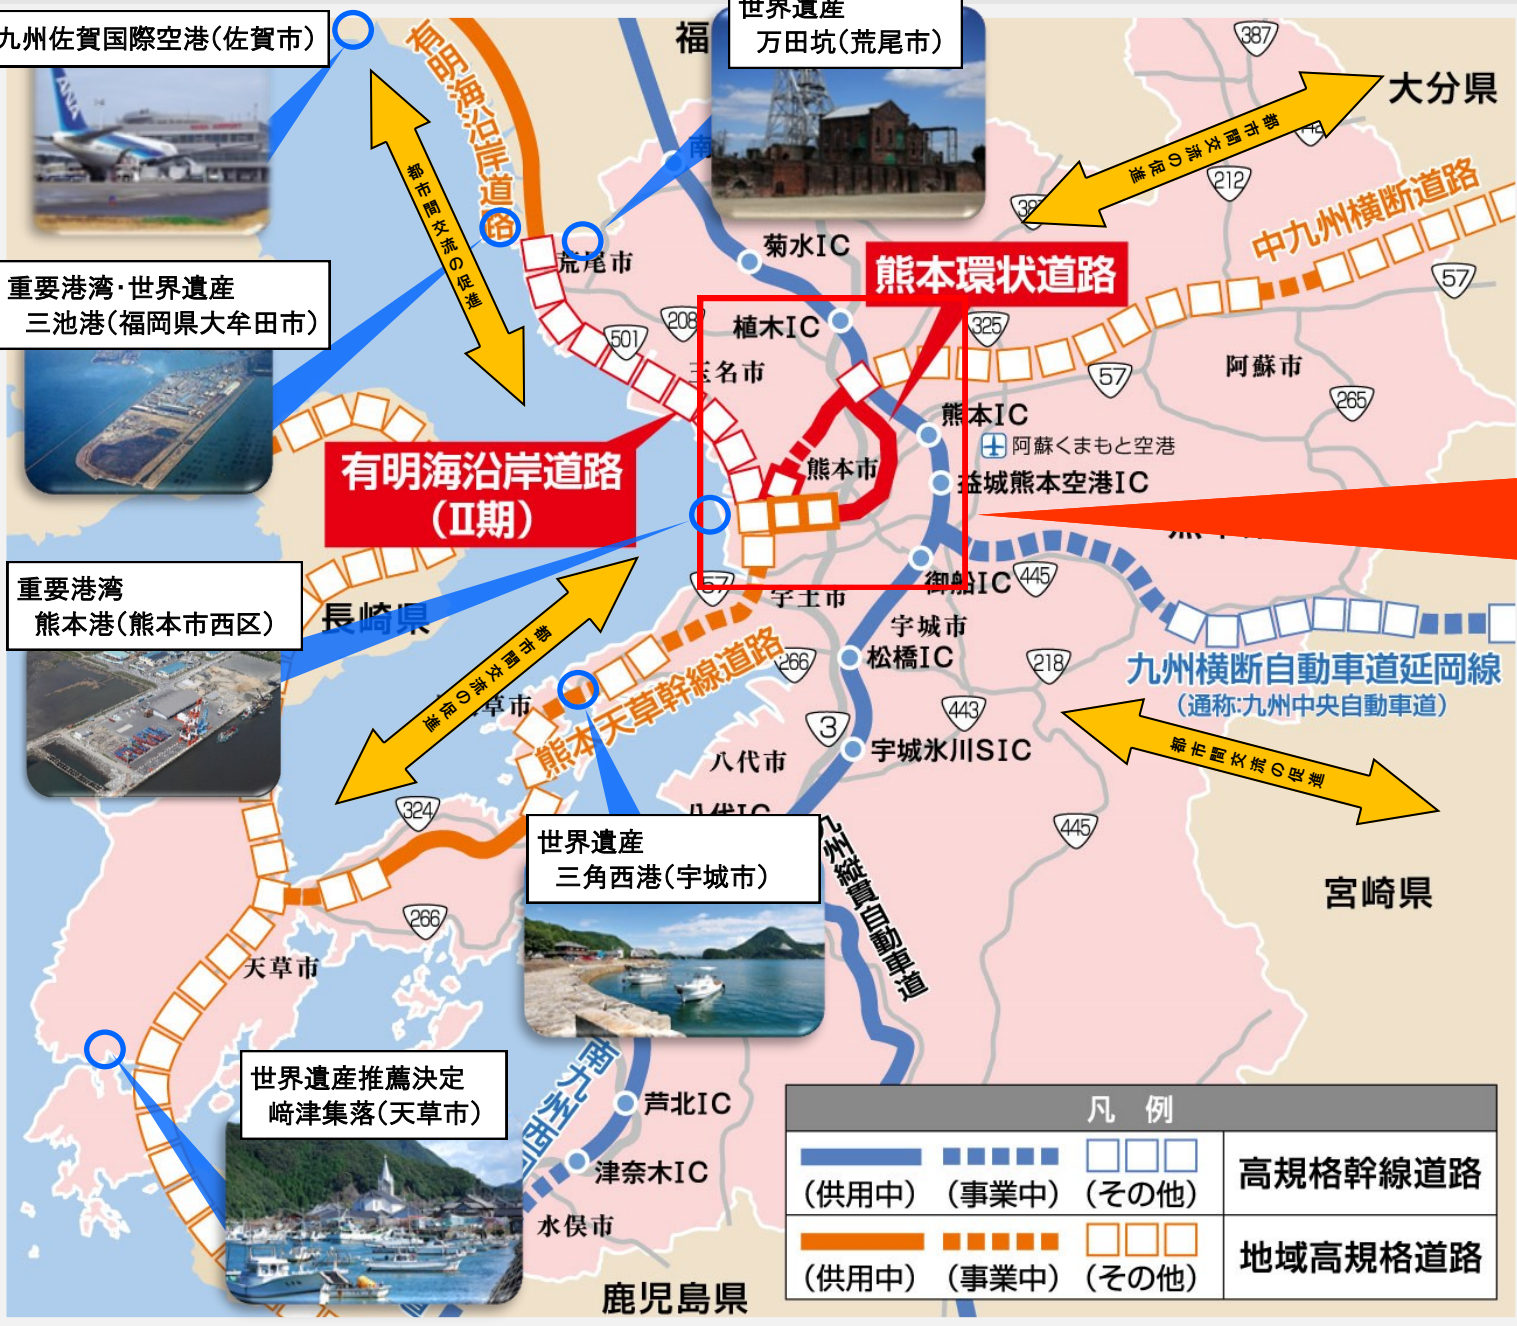 九州佐賀国際空港(佐賀市)
有明海沿岸道路
福
世界遺産
万田坑(荒尾市)
387
大分県
都市間交流の促進
212
中九州横断道路
57
都市間交流の促進
南
菊水IC
荒尾市
熊本環状道路
重要港湾・世界遺産
三池港(福岡県大牟田市)
208
501
植木IC
325
玉名市
57
阿蘇市
265
熊本IC
阿蘇くまもと空港
熊本市
益城熊本空港IC
有明海沿岸道路
(Ⅱ期)
重要港湾
熊本港(熊本市西区)
長崎県
57
宇土市
御船IC
445
宇城市
松橋IC
266
218
九州横断自動車道延岡線
(通称:九州中央自動車道)
都市間交流の促進
草市
熊本天草幹線道路
3
443
宇城氷川SIC
八代市
八代IC
都市間交流の促進
324
445
世界遺産
三角西港(宇城市)
九州縦貫自動車道
宮崎県
266
天草市
世界遺産推薦決定
﨑津集落(天草市)
南九州西
芦北IC
津奈木IC
水俣市
鹿児島県
凡 例
(供用中) (事業中) (その他) 高規格幹線道路
(供用中) (事業中) (その他) 地域高規格道路